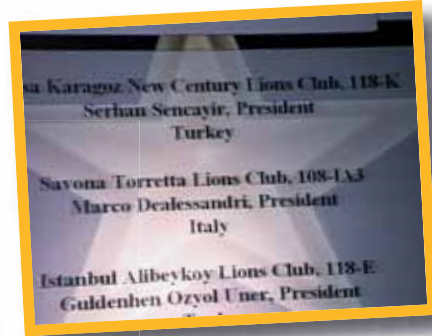 Karagoz New Century Lions Club, 118-K
Serhan Sencayir, President
Turkey
Savona Torretta Lions Club, 108-IA3
Marco Dealessandri, President
Italy
Istanbul Alibeykoy Lions Club, 118-E
Guldenhen Ozyol Uner, President